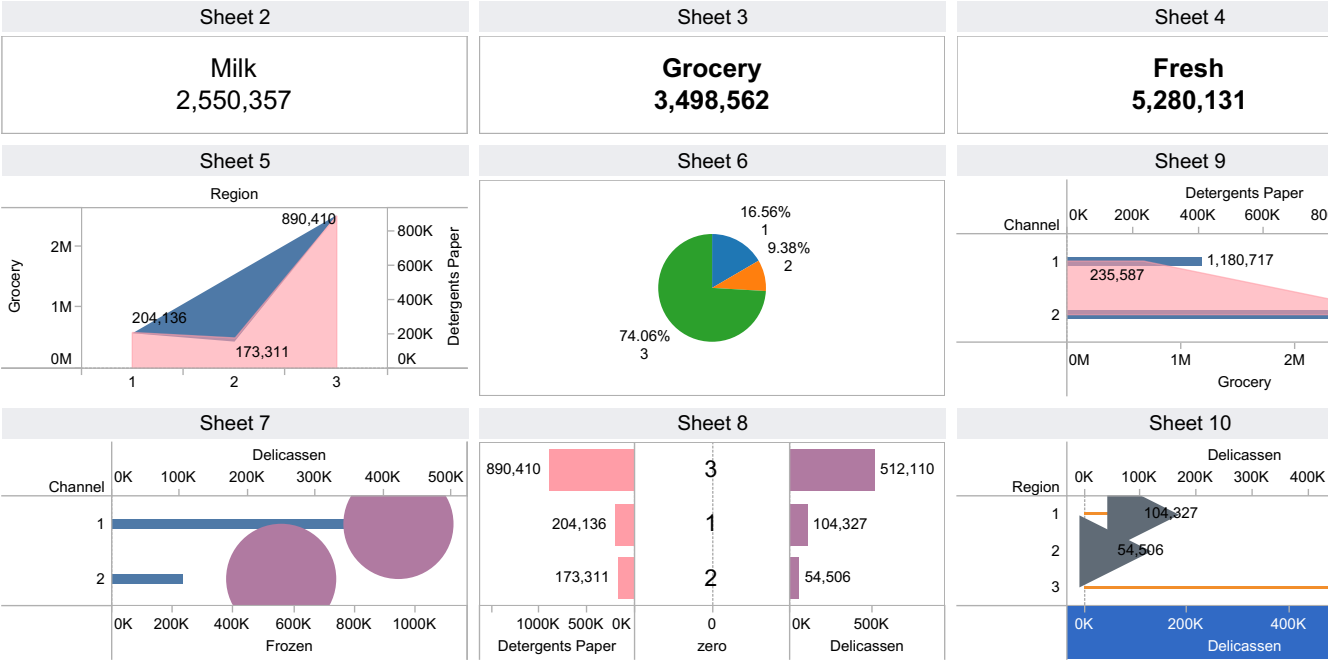 Sheet 2
Sheet 3
Sheet 4
Milk
2,550,357
Grocery
3,498,562
Fresh
5,280,131
Sheet 5
Sheet 6
Sheet 9
Region
890,410
2M
800K
600K
1M
400K
204,136
200K
173,311
0M
0K
1
2
3
Grocery
Detergents Paper
16.56%
1
9.38%
2
74.06%
3
Detergents Paper
0K 200K 400K 600K 80
Channel
1
1,180,717
235,587
2
0M 1M 2M
Grocery
Sheet 7
Sheet 8
Sheet 10
Delicassen
0K 100K 200K 300K 400K 500K
Channel
1
2
0K 200K 400K 600K 800K 1000K
Frozen
890,410 3 512,110
204,136 1 104,327
173,311 2 54,506
1000K 500K 0K 0 0K 500K
Detergents Paper zero Delicassen
Delicassen
0K 100K 200K 300K 400K
Region
1
104,327
2
54,506
3
0K 200K 400K
Delicassen